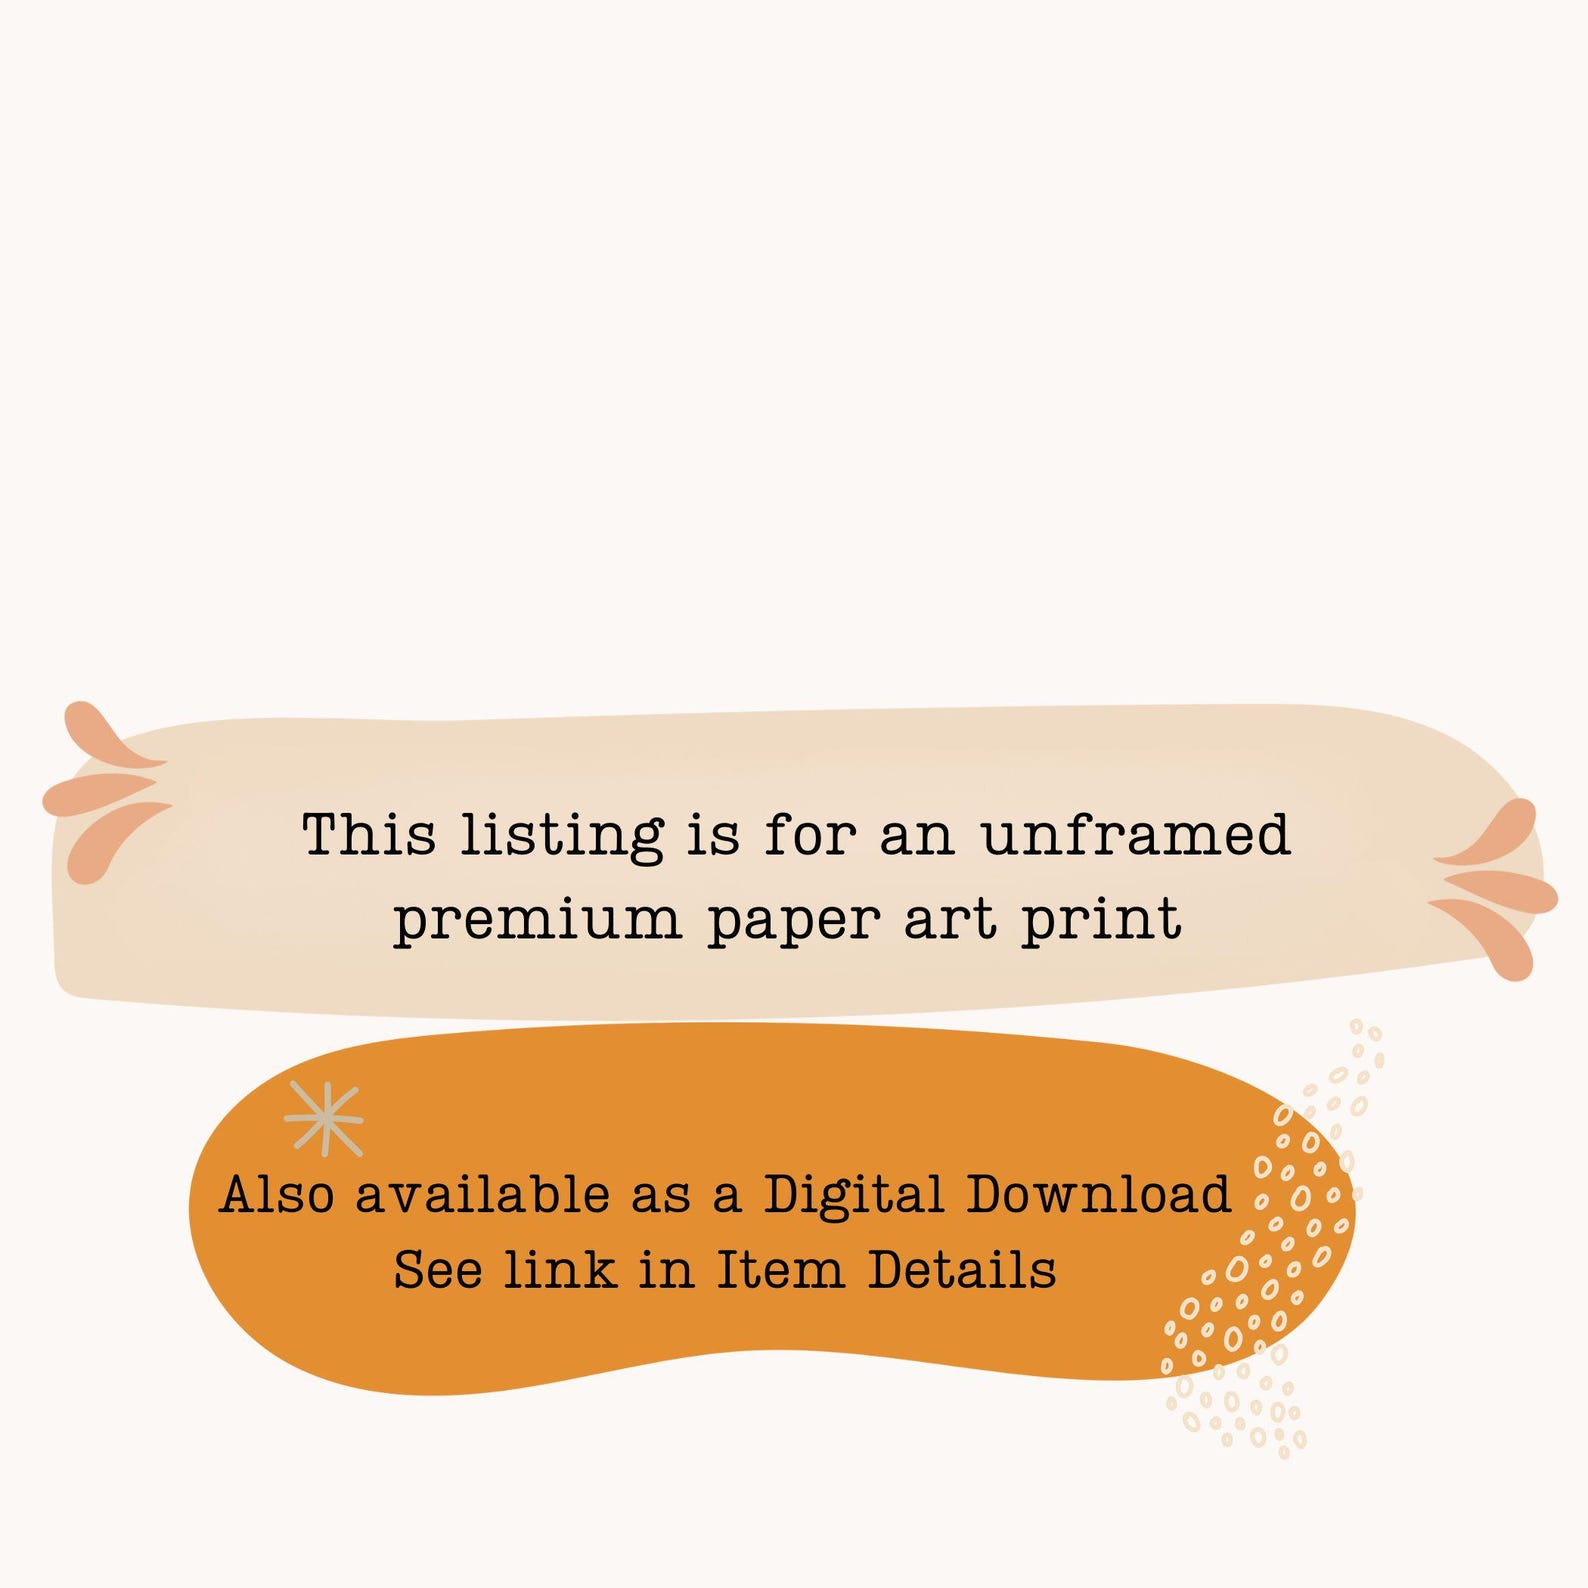 This listing is for an unframed
premium paper art print
Also available as a Digital Download
See link in Item Details